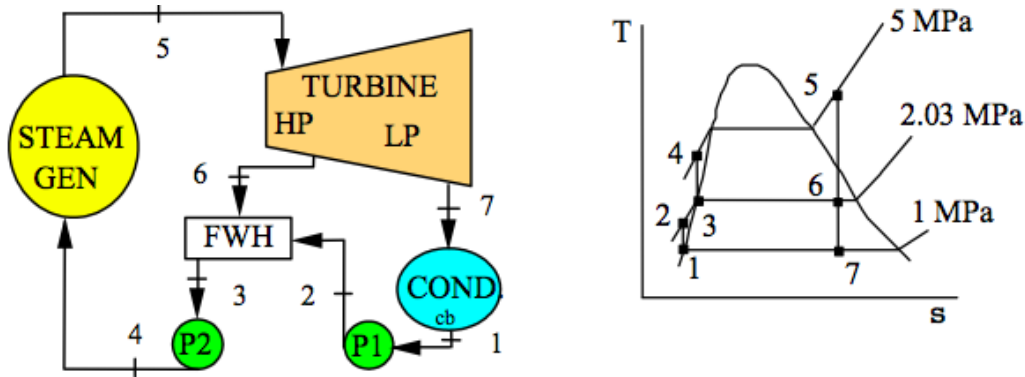 5
STEAM
GEN
TURBINE
HP
LP
6
7
FWH
3
2
COND.
cb
1
4
P2
P1
T
5 MPa
5
2.03 MPa
4
6
2
3
1 MPa
1
7
s